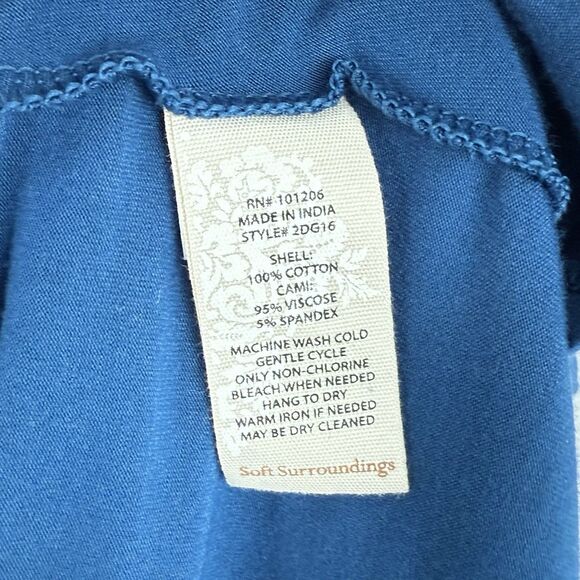 RN# 101206
MADE IN INDIA
STYLE# 2DG16
SHELL:
100% COTTON
CAMI:
95% VISCOSE
5% SPANDEX
MACHINE WASH COLD
GENTLE CYCLE
ONLY NON-CHLORINE
BLEACH WHEN NEEDED
HANG TO DRY
WARM IRON IF NEEDED
MAY BE DRY CLEANED
Soft Surroundings